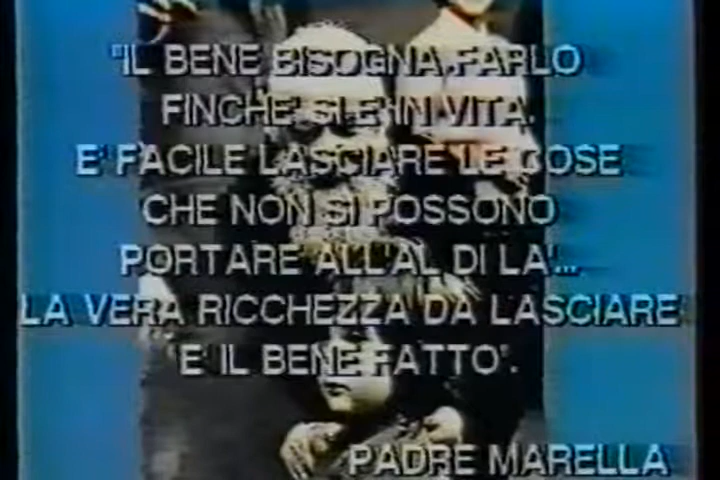 "IL BENE BISOGNA FARLO
FINCHE' SI E' IN VITA.
E' FACILE LASCIARE LE COSE
CHE NON SI POSSONO
PORTARE ALL'AL DI LA'...
LA VERA RICCHEZZA DA LASCIARE
E' IL BENE FATTO".
PADRE MARELLA